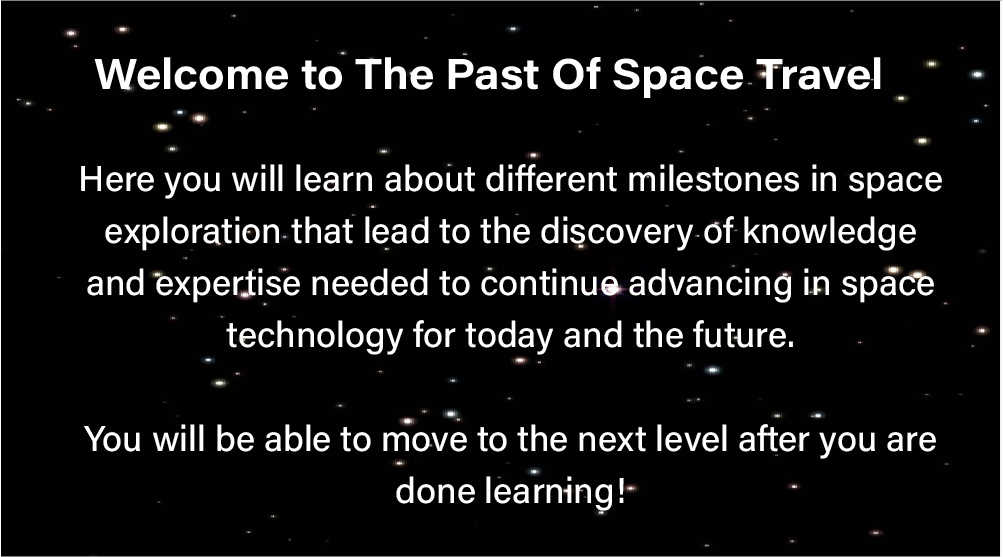 Welcome to The Past Of Space Travel
Here you will learn about different milestones in space
exploration that lead to the discovery of knowledge
and expertise needed to continue advancing in space
technology for today and the future.
You will be able to move to the next level after you are
done learning!